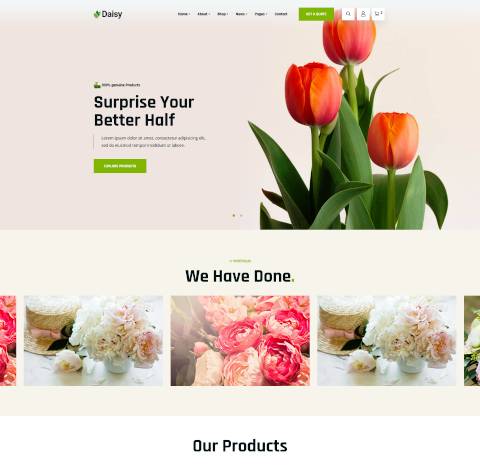 Daisy
Home
About
Shop
News
Pages
Contact
GET A QUOTE
100% genuine Products
Surprise Your
Better Half
Lorem ipsum dolor sit amet, consectetur adipiscing elit,
sed do eiusmod tempor incididunt ut labore.
EXPLORE PRODUCTS
We Have Done.
Our Products